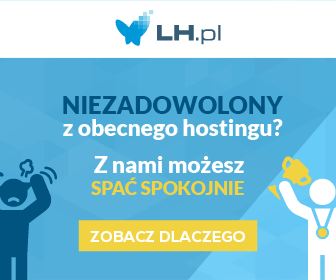 LH.pl
NIEZADOWOLONY
z obecnego hostingu?
Z nami możesz
SPAĆ SPOKOJNIE
ZOBACZ DLACZEGO